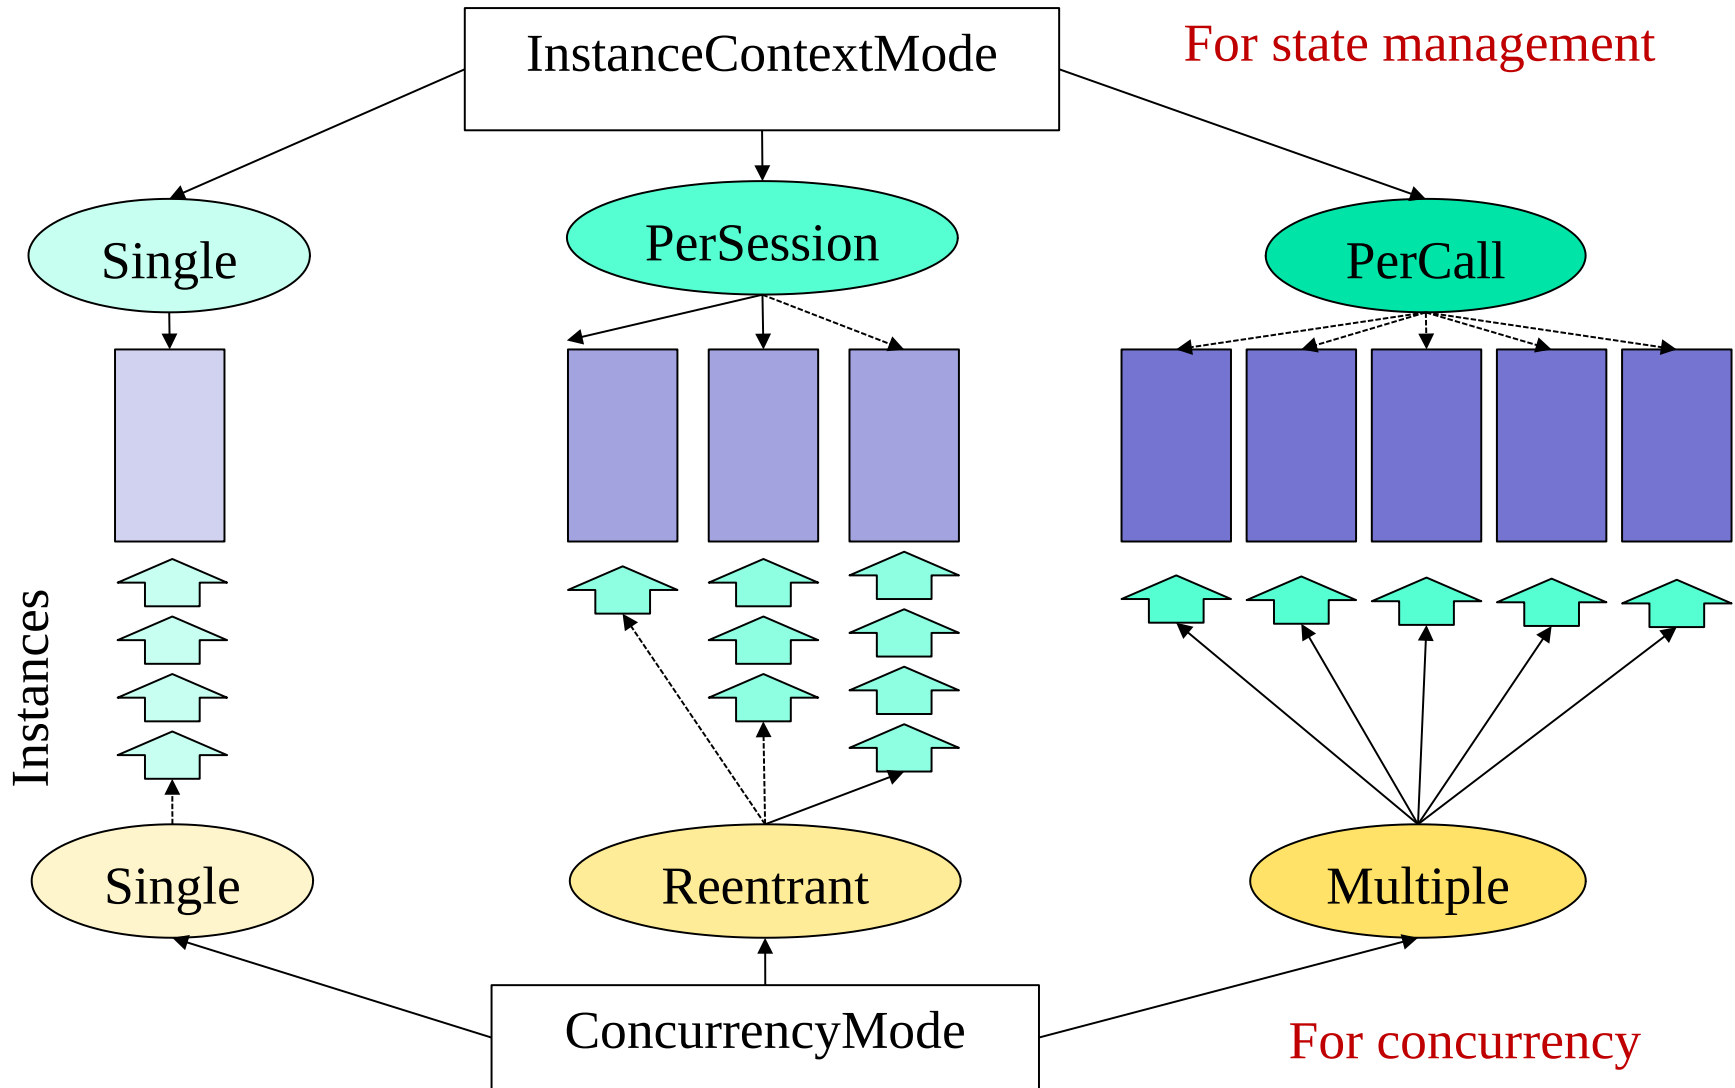 InstanceContextMode
For state management
Single
PerSession
PerCall
Instances
Single
Reentrant
Multiple
ConcurrencyMode
For concurrency